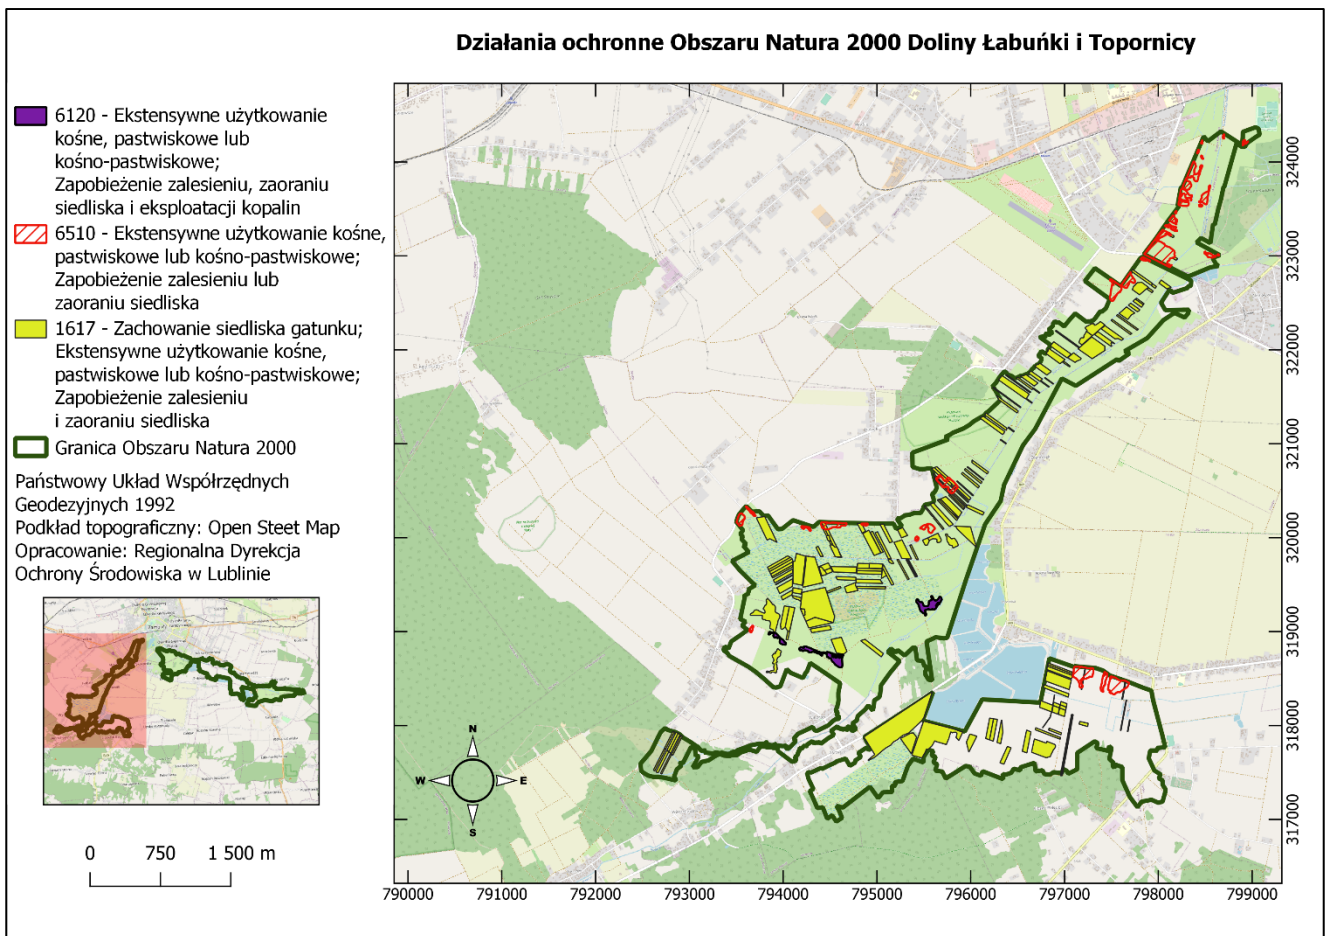 Działania ochronne Obszaru Natura 2000 Doliny Łabuńki i Topornicy
6120 - Ekstensywne użytkowanie
kośne, pastwiskowe lub
kośno-pastwiskowe;
Zapobieżenie zalesieniu, zaoraniu
siedliska i eksploatacji kopalin
6510 - Ekstensywne użytkowanie kośne,
pastwiskowe lub kośno-pastwiskowe;
Zapobieżenie zalesieniu lub
zaoraniu siedliska
1617 - Zachowanie siedliska gatunku;
Ekstensywne użytkowanie kośne,
pastwiskowe lub kośno-pastwiskowe;
Zapobieżenie zalesieniu
i zaoraniu siedliska
Granica Obszaru Natura 2000
Państwowy Układ Współrzędnych
Geodezyjnych 1992
Podkład topograficzny: Open Steet Map
Opracowanie: Regionalna Dyrekcja
Ochrony Środowiska w Lublinie
0 750 1 500 m
N
W E
S
324000
323000
322000
321000
320000
319000
318000
317000
790000 791000 792000 793000 794000 795000 796000 797000 798000 799000